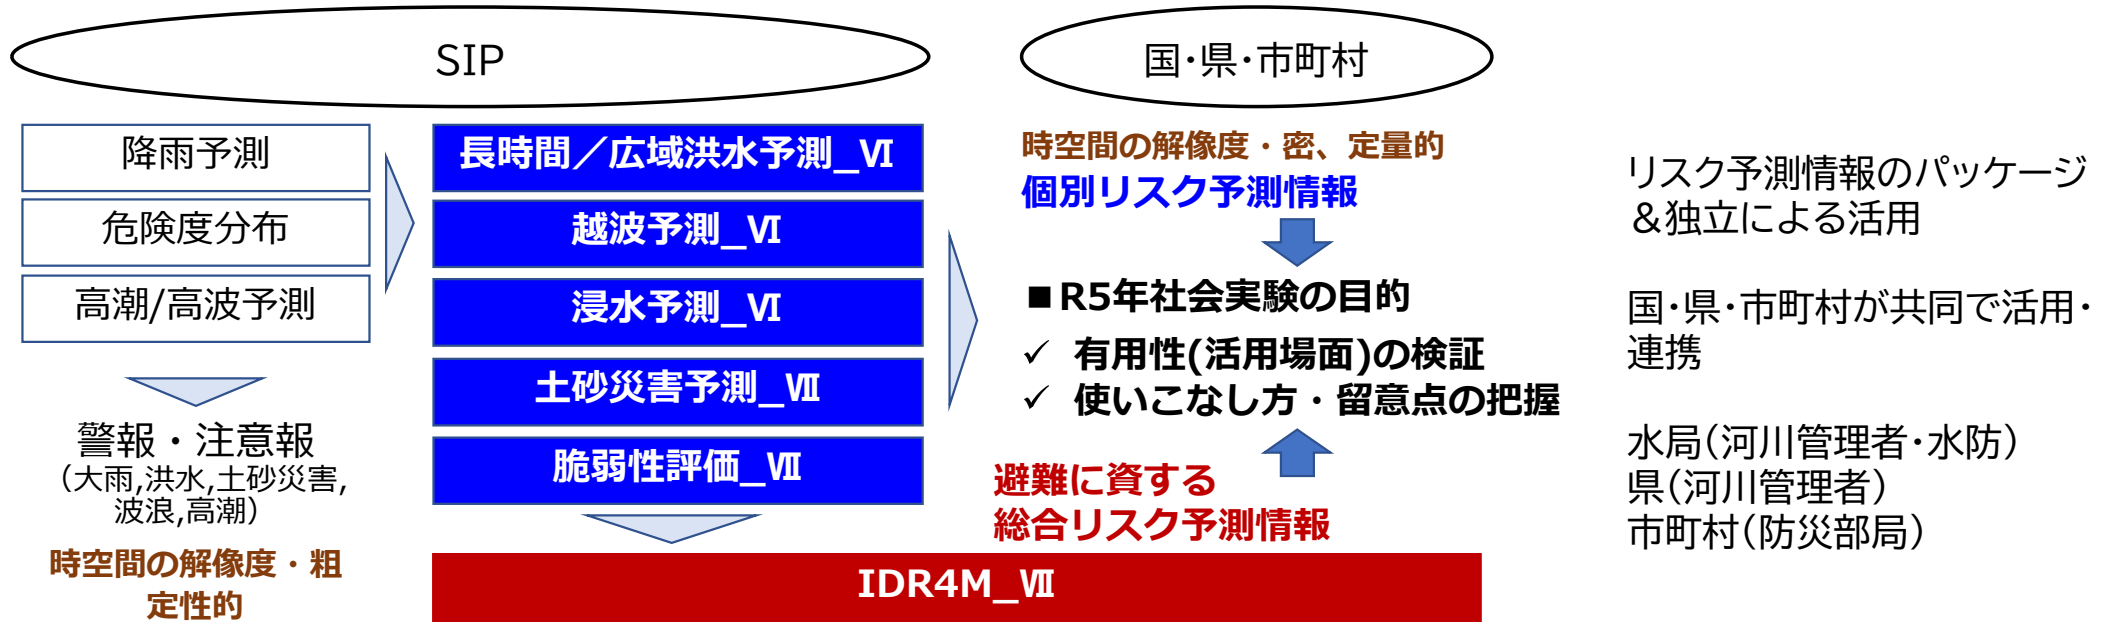 SIP
国・県・市町村
降雨予測
危険度分布
高潮/高波予測
警報・注意報
（大雨,洪水,土砂災害,
波浪,高潮）
時空間の解像度・粗
定性的
長時間／広域洪水予測_Ⅵ
越波予測_Ⅵ
浸水予測_Ⅵ
土砂災害予測_Ⅶ
脆弱性評価_Ⅶ
IDR4M_Ⅶ
時空間の解像度・密、定量的
個別リスク予測情報
■R5年社会実験の目的
✓ 有用性(活用場面)の検証
✓ 使いこなし方・留意点の把握
避難に資する
総合リスク予測情報
リスク予測情報のパッケージ
＆独立による活用
国・県・市町村が共同で活用・
連携
水局（河川管理者・水防）
県（河川管理者）
市町村（防災部局）